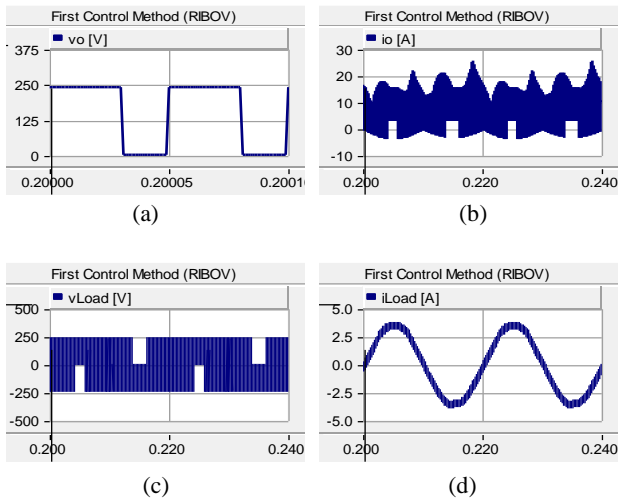 First Control Method (RIBOV)
vo [V]
375
250
125
0
0.20000
0.20005
0.2001
(a)
First Control Method (RIBOV)
io [A]
30
20
10
0
-10
0.200
0.220
0.240
(b)
First Control Method (RIBOV)
vLoad [V]
500
250
0
-250
-500
0.200
0.220
0.240
(c)
First Control Method (RIBOV)
iLoad [A]
5.0
2.5
0.0
-2.5
-5.0
0.200
0.220
0.240
(d)